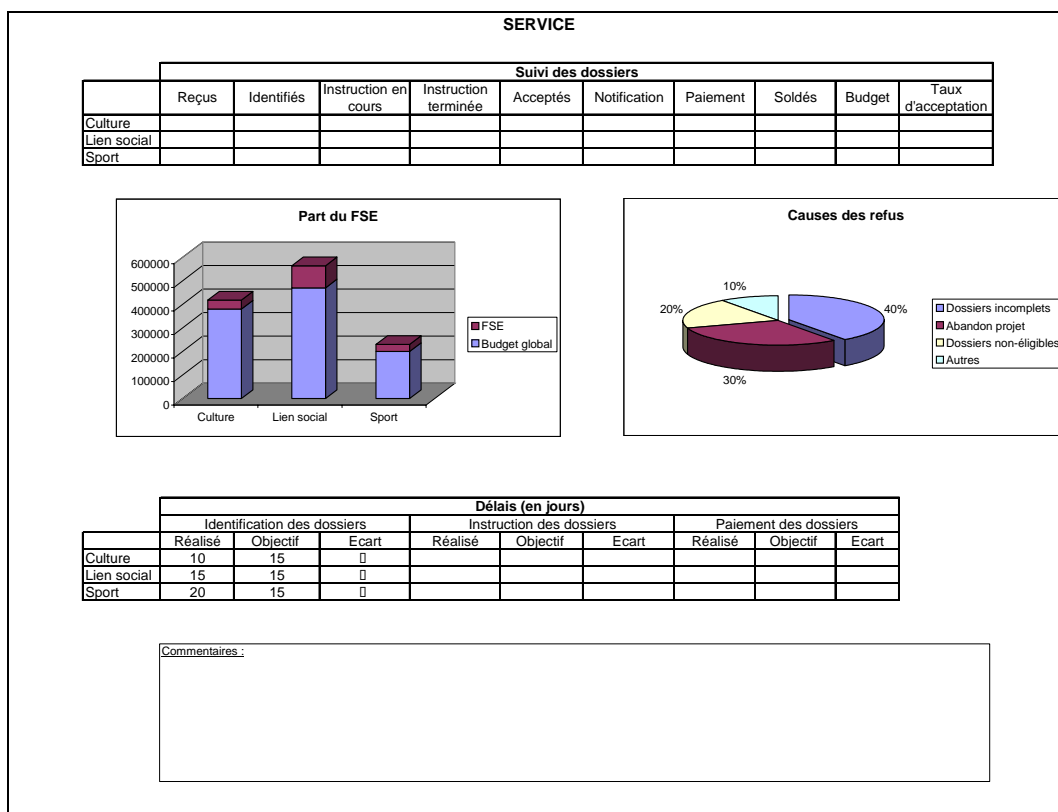 SERVICE
Suivi des dossiers
Reçus Identifiés Instruction en cours Instruction terminée Acceptés Notification Paiement Soldés Budget Taux d'acceptation
Culture
Lien social
Sport
Part du FSE
600000
500000
400000
300000
200000
100000
0
Culture Lien social Sport
FSE
Budget global
Causes des refus
10%
20%
40%
30%
Dossiers incomplets
Abandon projet
Dossiers non-éligibles
Autres
Délais (en jours)
Identification des dossiers Instruction des dossiers Paiement des dossiers
Réalisé Objectif Ecart Réalisé Objectif Ecart Réalisé Objectif Ecart
Culture 10 15 ▯
Lien social 15 15 ▯
Sport 20 15 ▯
Commentaires :